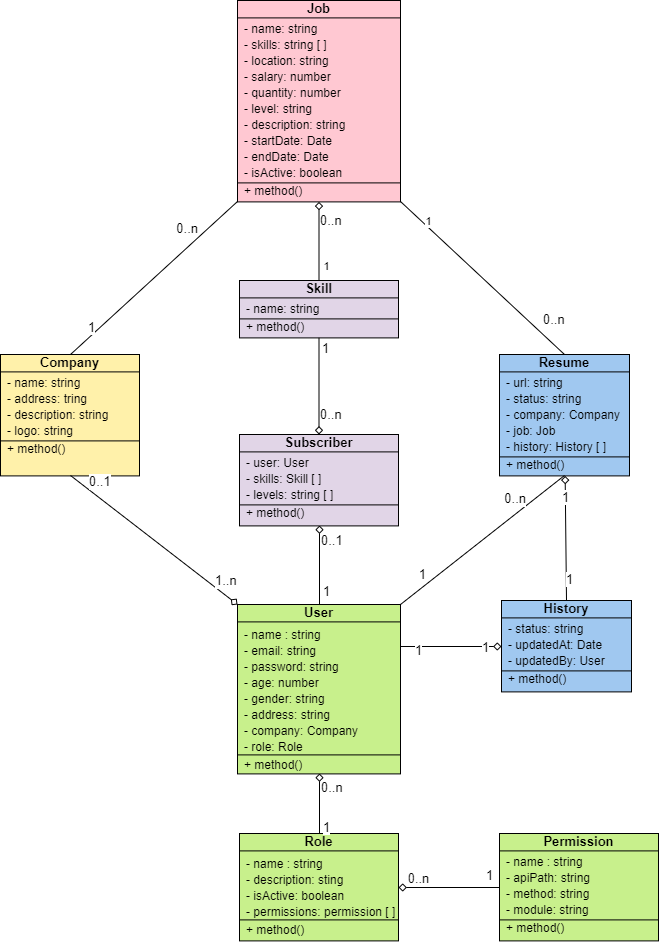 Job
- name: string
- skills: string [ ]
- location: string
- salary: number
- quantity: number
- level: string
- description: string
- startDate: Date
- endDate: Date
- isActive: boolean
+ method()
0..n
0..n
1
1
1
0..n
Skill
- name: string
+ method()
1
0..n
Company
- name: string
- address: tring
- description: string
- logo: string
+ method()
0..1
1..n
Resume
- url: string
- status: string
- company: Company
- job: Job
- history: History [ ]
+ method()
0..n
1
1
1
Subscriber
- user: User
- skills: Skill [ ]
- levels: string [ ]
+ method()
0..1
1
User
- name : string
- email: string
- password: string
- age: number
- gender: string
- address: string
- company: Company
- role: Role
+ method()
1
1
History
- status: string
- updatedAt: Date
- updatedBy: User
+ method()
0..n
1
Role
- name : string
- description: sting
- isActive: boolean
- permissions: permission [ ]
+ method()
0..n
1
Permission
- name : string
- apiPath: string
- method: string
- module: string
+ method()